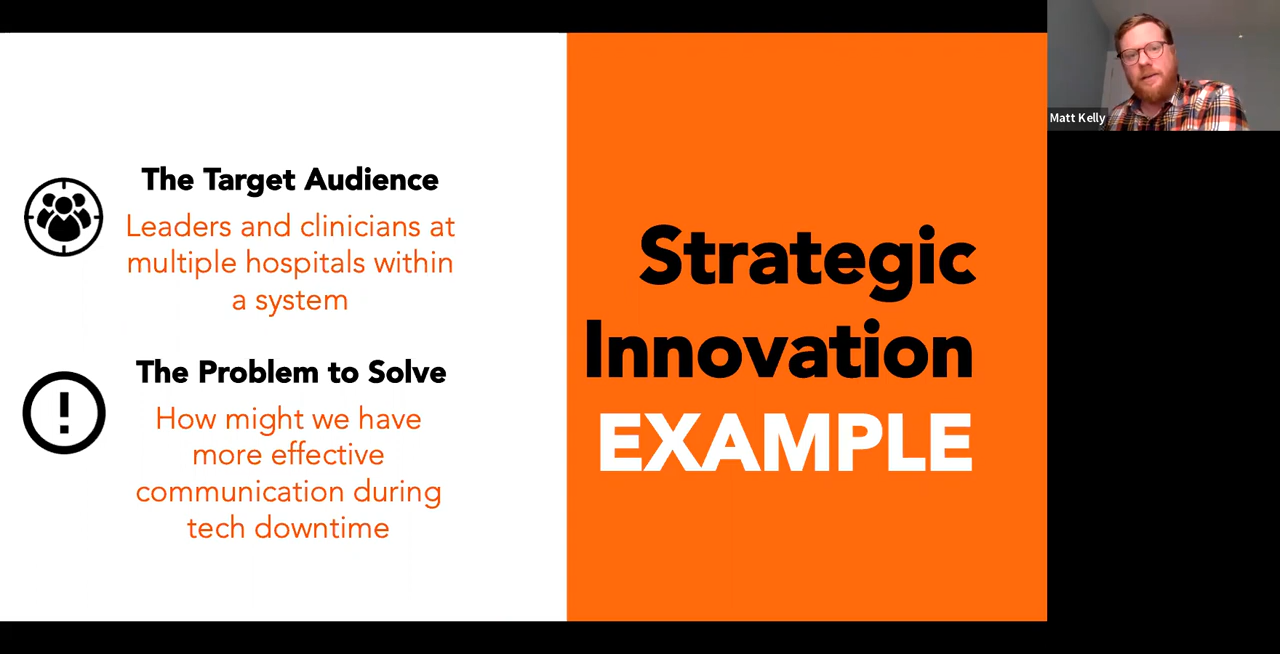 The Target Audience
Leaders and clinicians at
multiple hospitals within
a system
The Problem to Solve
How might we have
more effective
communication during
tech downtime
Strategic
Innovation
EXAMPLE
Matt Kelly